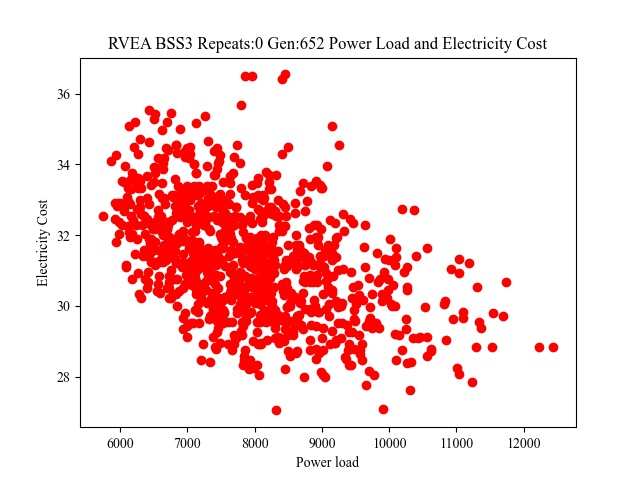 RVEA BSS3 Repeats:0 Gen:652 Power Load and Electricity Cost
36
34
32
30
28
Electricity Cost
6000 7000 8000 9000 10000 11000 12000
Power load